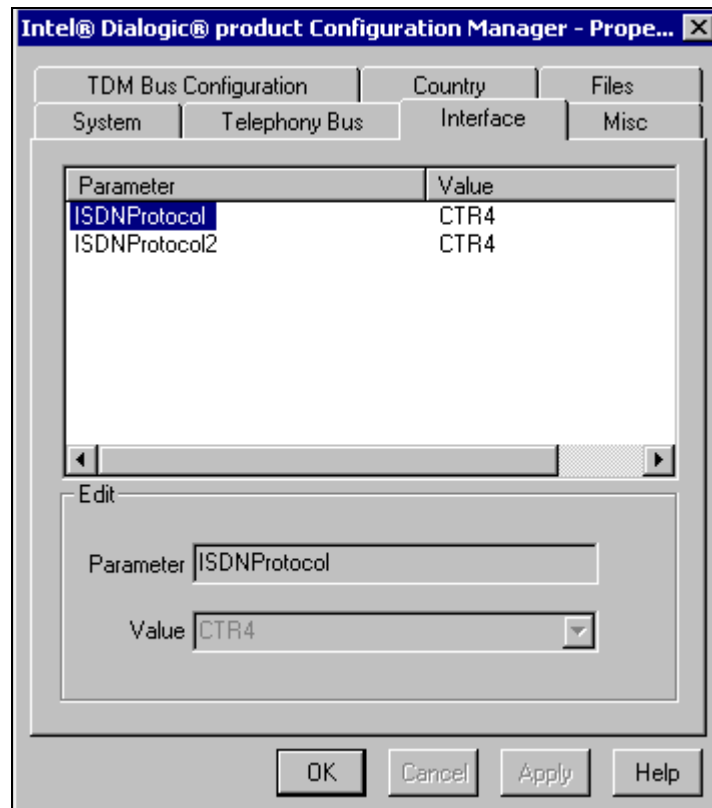 Intel® Dialogic® product Configuration Manager - Prope...
TDM Bus Configuration Country Files
System Telephony Bus Interface Misc
Parameter Value
ISDNProtocol CTR4
ISDNProtocol2 CTR4
Edit
Parameter ISDNProtocol
Value CTR4
OK Cancel Apply Help